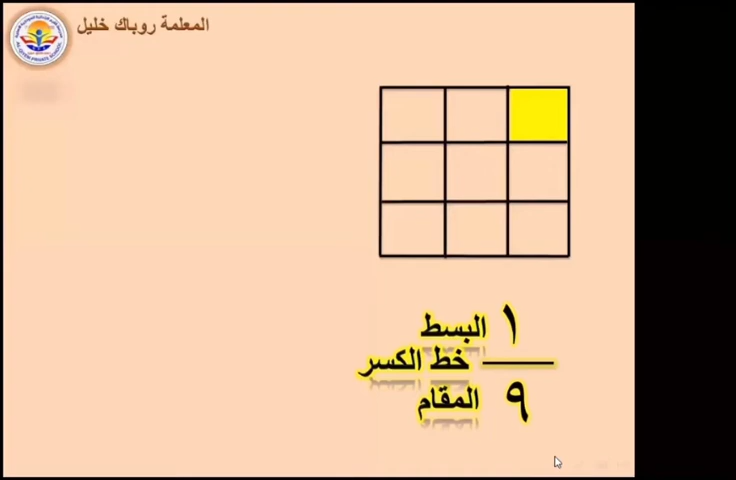 المعلمة روباك خليل
١ البسط
خط الكسر
٩ المقام